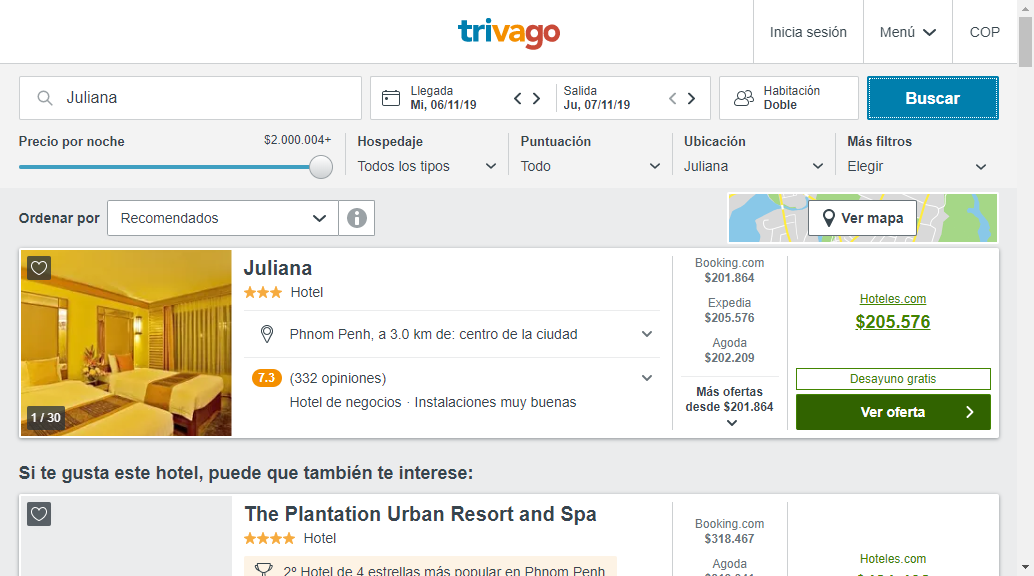 trivago
Inicia sesión
Menú
COP
Juliana
Llegada
Mi, 06/11/19
Salida
Ju, 07/11/19
Habitación
Doble
Buscar
Precio por noche
$2.000.004+
Hospedaje
Todos los tipos
Puntuación
Todo
Ubicación
Juliana
Más filtros
Elegir
Ordenar por
Recomendados
Ver mapa
1 / 30
Juliana
Hotel
Phnom Penh, a 3.0 km de: centro de la ciudad
7.3 (332 opiniones)
Hotel de negocios · Instalaciones muy buenas
Booking.com
$201.864
Expedia
$205.576
Agoda
$202.209
Más ofertas
desde $201.864
Hoteles.com
$205.576
Desayuno gratis
Ver oferta
Si te gusta este hotel, puede que también te interese:
The Plantation Urban Resort and Spa
Hotel
2º Hotel de 4 estrellas más popular en Phnom Penh
Booking.com
$318.467
Agoda
Hoteles.com